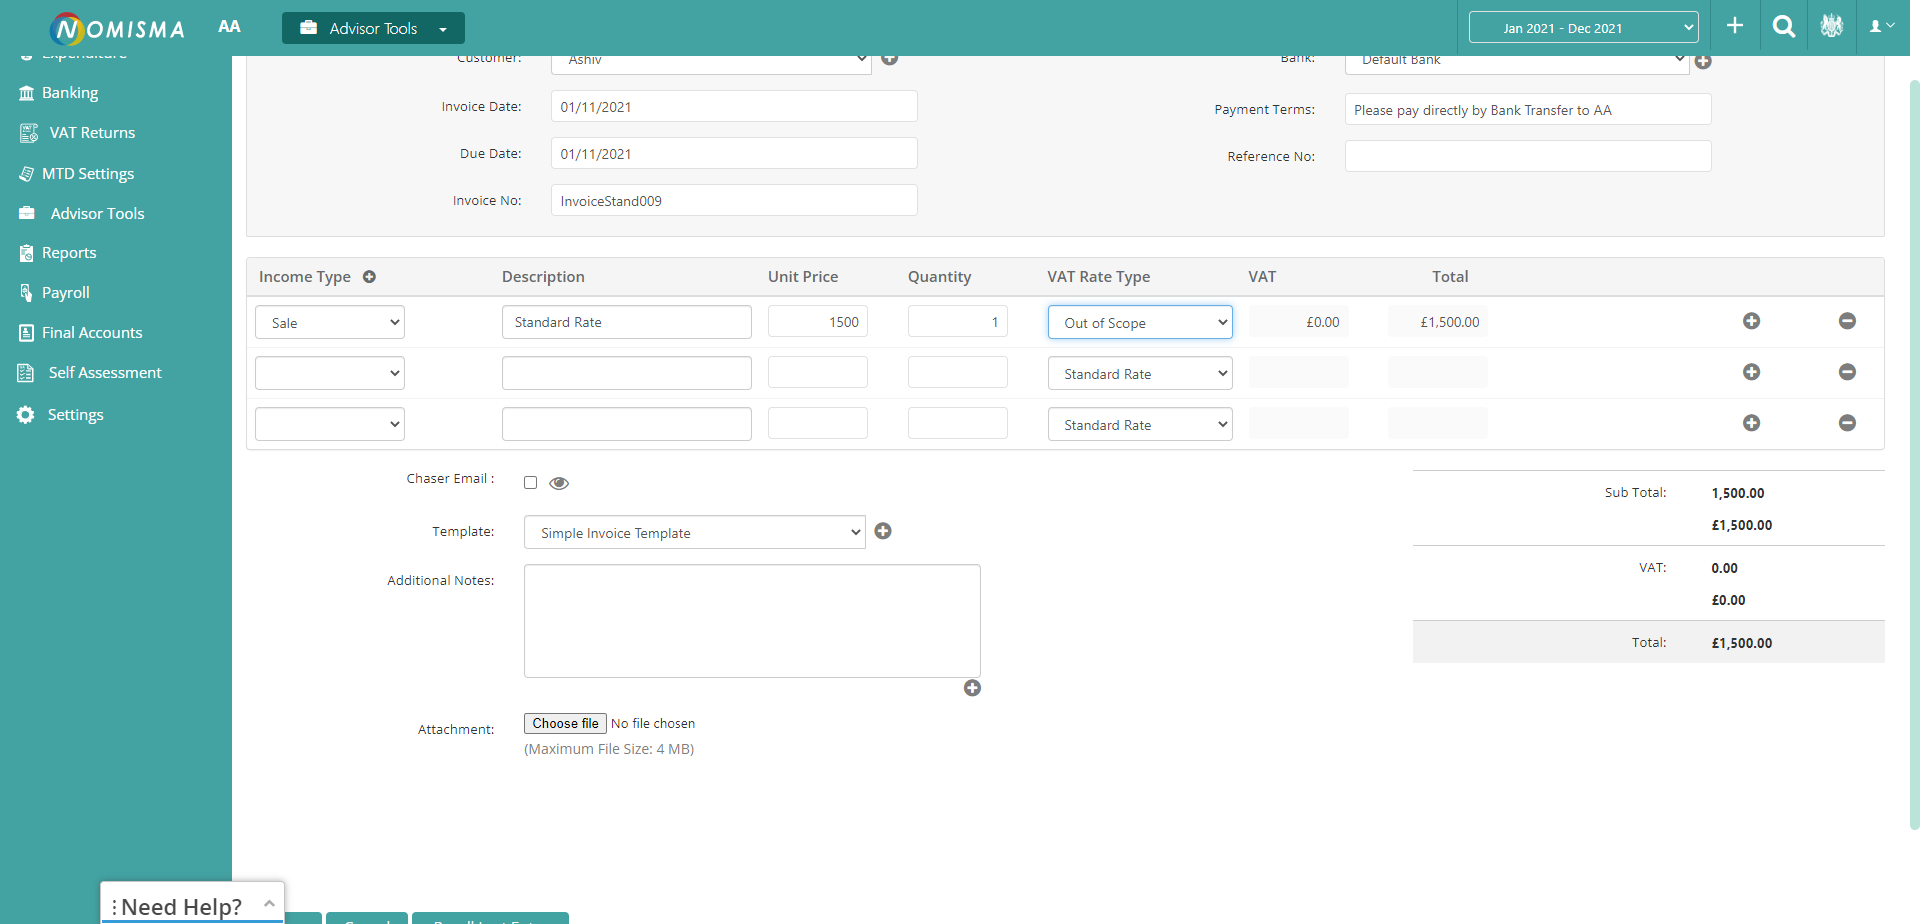 NOMISMA
AA
Advisor Tools
Jan 2021 - Dec 2021
Expenditure
Banking
VAT Returns
MTD Settings
Advisor Tools
Reports
Payroll
Final Accounts
Self Assessment
Settings
Customer:
Ashiv
Invoice Date:
01/11/2021
Due Date:
01/11/2021
Invoice No:
InvoiceStand009
Bank:
Default Bank
Payment Terms:
Please pay directly by Bank Transfer to AA
Reference No:
Income Type Description Unit Price Quantity VAT Rate Type VAT Total
Sale Standard Rate 1500 1 Out of Scope £0.00 £1,500.00
Standard Rate
Standard Rate
Chaser Email :
Template:
Simple Invoice Template
Additional Notes:
Attachment:
Choose file No file chosen
(Maximum File Size: 4 MB)
Sub Total: 1,500.00
£1,500.00
VAT: 0.00
£0.00
Total: £1,500.00
Need Help?